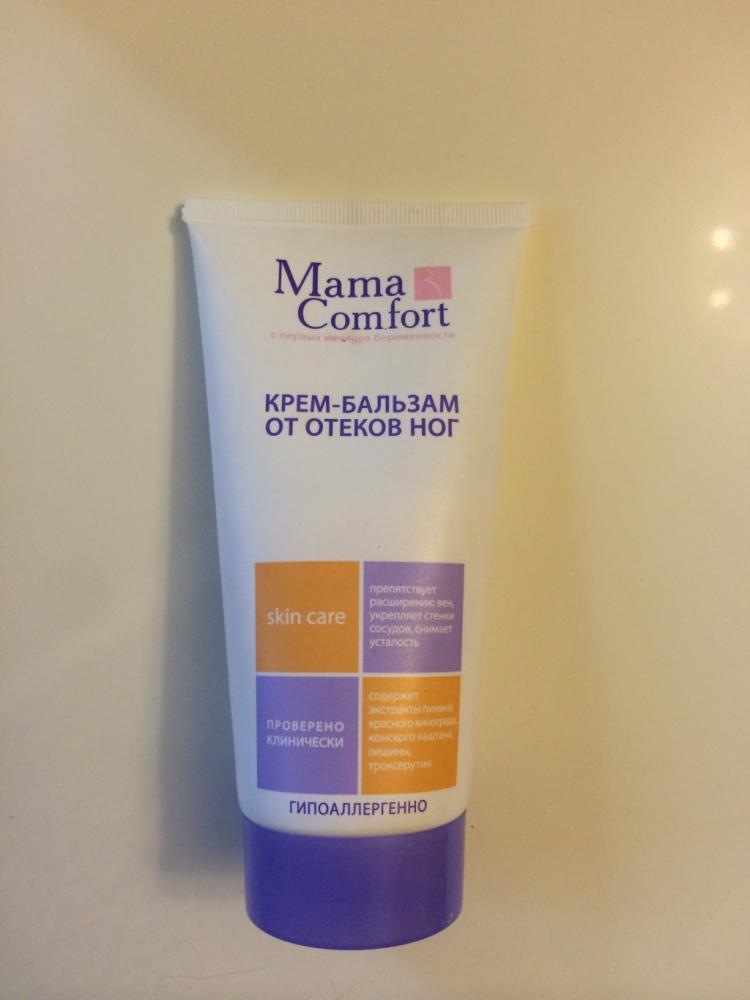 Mama
Comfort
с первых месяцев беременности
КРЕМ-БАЛЬЗАМ
ОТ ОТЕКОВ НОГ
skin care
препятствует
расширению вен,
укрепляет стенки
сосудов, снимает
усталость
ПРОВЕРЕНО
КЛИНИЧЕСКИ
содержит
экстракты пиявки,
красного винограда,
конского каштана,
лещины,
троксерутин
ГИПОАЛЛЕРГЕННО